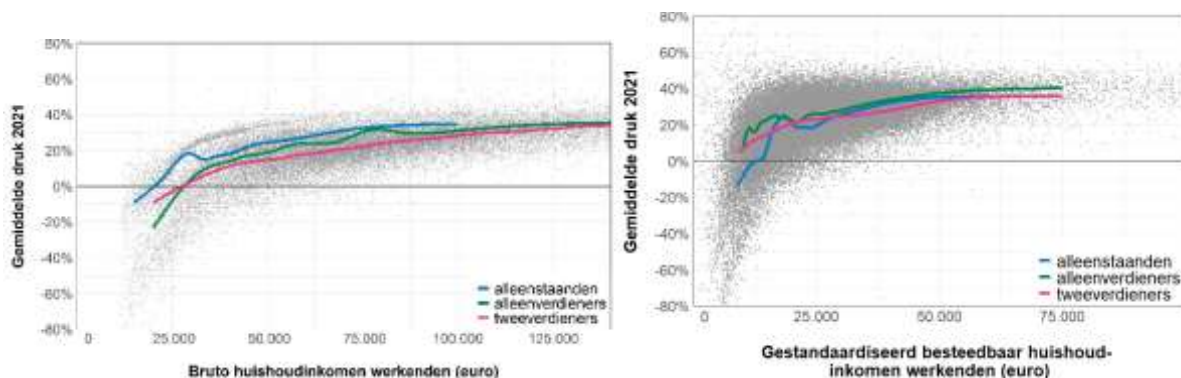 80%
60%
40%
20%
0%
-20%
-40%
-60%
-80%
Gemiddelde druk 2021
alleenstaanden
alleenverdieners
tweeverdieners
0 25.000 50.000 75.000 100.000 125.000
Bruto huishoudinkomen werkenden (euro)
80%
60%
40%
20%
0%
-20%
-40%
-60%
-80%
Gemiddelde druk 2021
alleenstaanden
alleenverdieners
tweeverdieners
0 25.000 50.000 75.000
Gestandaardiseerd besteedbaar huishoud-
inkomen werkenden (euro)